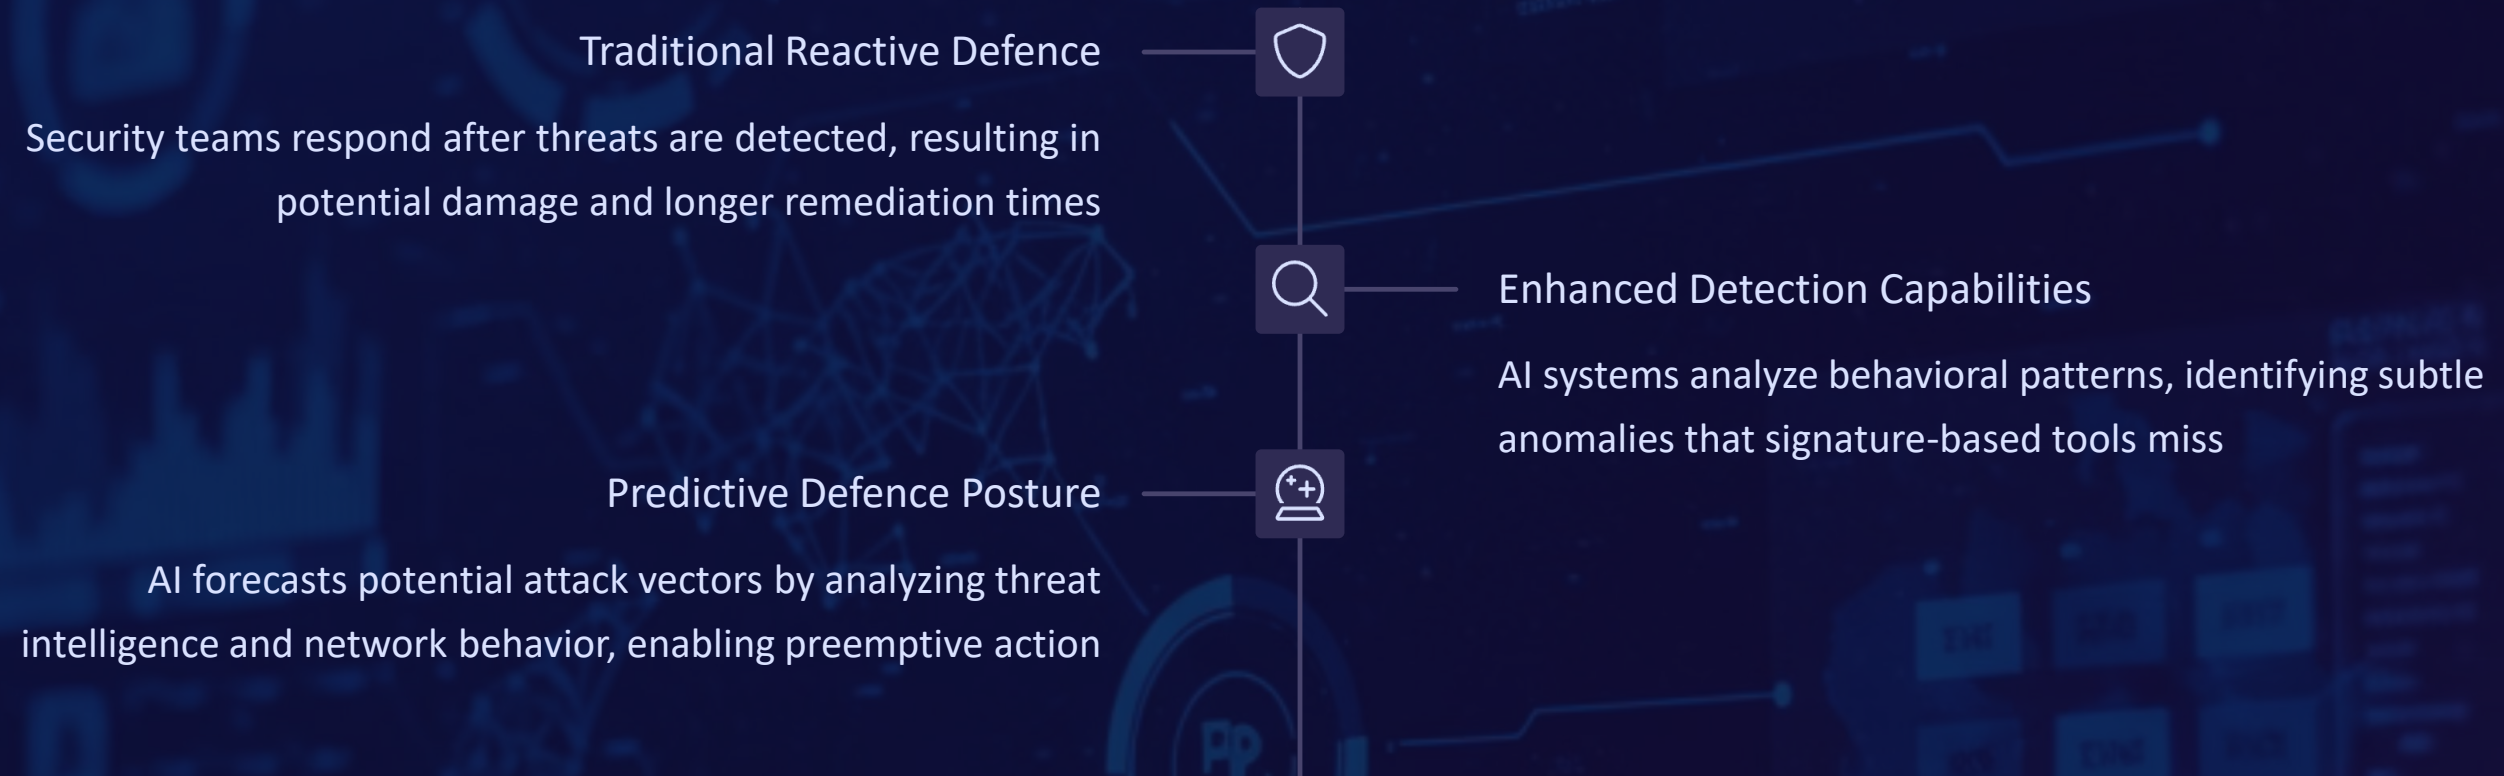 Traditional Reactive Defence
Security teams respond after threats are detected, resulting in
potential damage and longer remediation times
Enhanced Detection Capabilities
AI systems analyze behavioral patterns, identifying subtle
anomalies that signature-based tools miss
Predictive Defence Posture
AI forecasts potential attack vectors by analyzing threat
intelligence and network behavior, enabling preemptive action